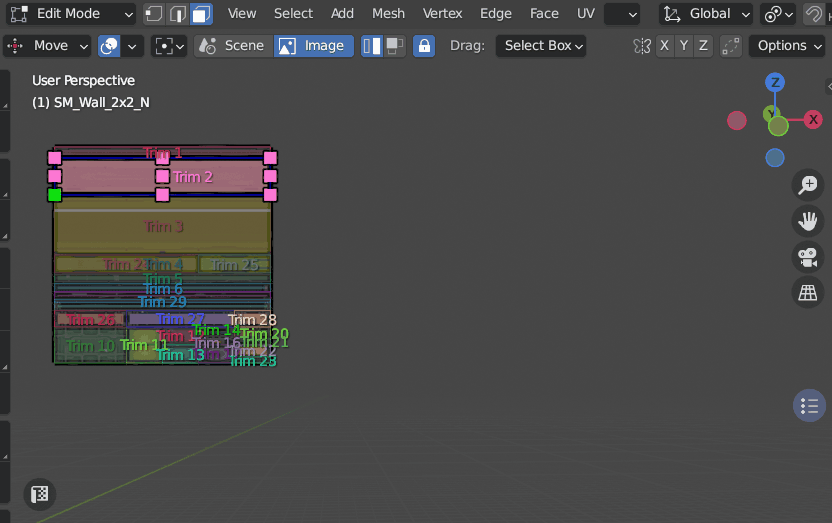 Edit Mode View Select Add Mesh Vertex Edge Face UV Global
Move Scene Image Drag: Select Box X Y Z Options
User Perspective
(1) SM_Wall_2x2_N
Z
X
Trim 1
Trim 2
Trim 3
Trim 4 Trim 25
Trim 5
Trim 6
Trim 29
Trim 26 Trim 27 Trim 28
Trim 14 Trim 20
Trim 10 Trim 11 Trim 16 Trim 21
Trim 13 Trim 22
Trim 23